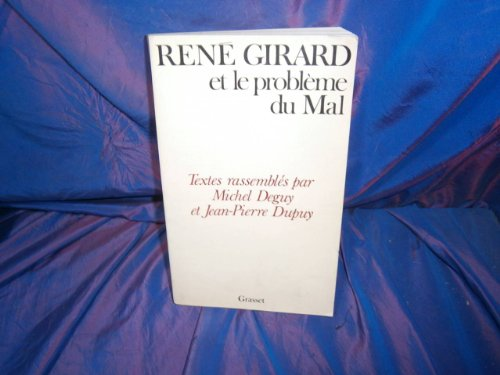 RENÉ GIRARD
et le problème
du Mal
Textes rassemblés par
Michel Deguy
et Jean-Pierre Dupuy
Grasset